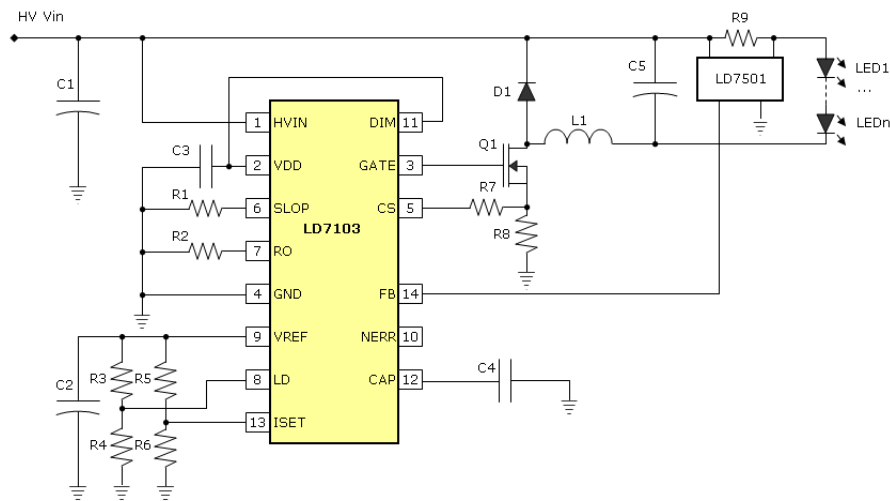 HV Vin
R9
C1
C5
LD7501
LED1
...
LEDn
D1
L1
Q1
1 HVIN
DIM 11
C3
2 VDD
GATE 3
R1
6 SLOP
CS 5
R7
R8
LD7103
R2
7 RO
4 GND
FB 14
9 VREF
NERR 10
C2
R3
R5
8 LD
CAP 12
C4
13 ISET
R4
R6